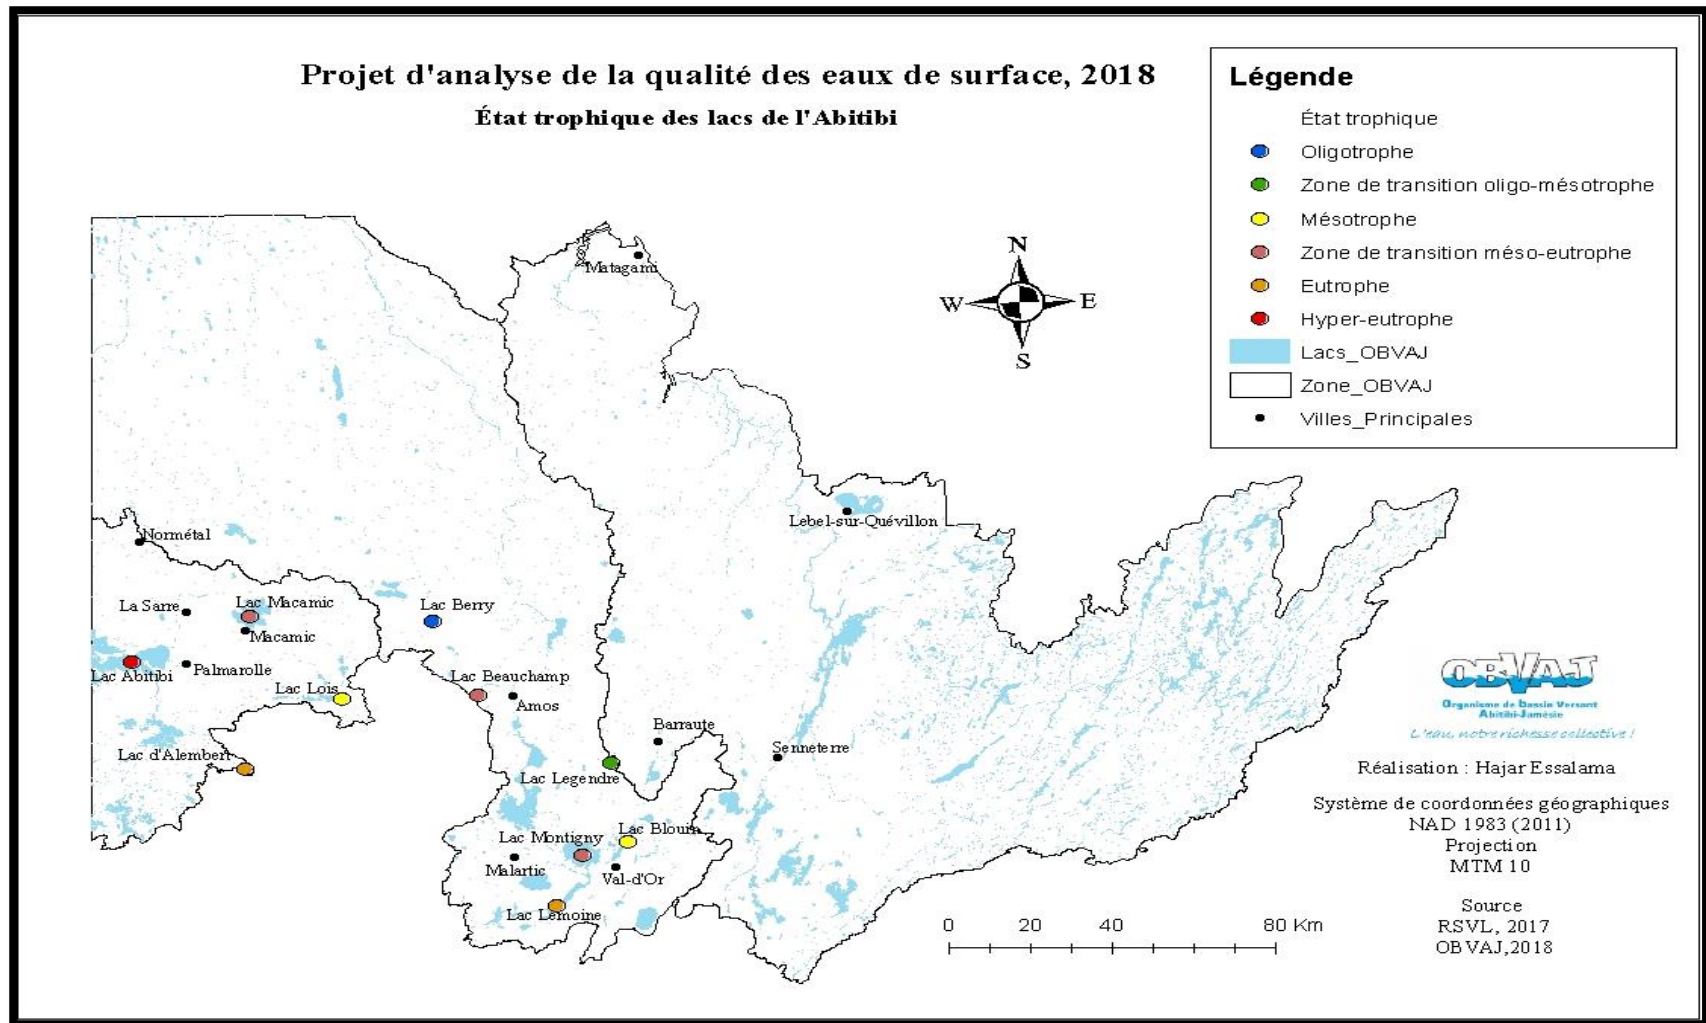 Projet d'analyse de la qualité des eaux de surface, 2018
État trophique des lacs de l'Abitibi
Légende
État trophique
Oligotrophe
Zone de transition oligo-mésotrophe
Mésotrophe
Zone de transition méso-eutrophe
Eutrophe
Hyper-eutrophe
Lacs_OBVAJ
Zone_OBVAJ
Villes_Principales
N
W
E
S
Matagami
Lebel-sur-Quévillon
Normétal
La Sarre
Lac Macamic
Macamic
Lac Berry
Lac Abitibi
Palmarolle
Lac Lois
Lac Beauchamp
Amos
Lac d'Alembert
Barraute
Senneterre
Lac Legendre
Lac Montigny
Lac Blouin
Malartic
Val-d'Or
Lac Lemoine
OBVAJ
Organisme de bassin Versant
Abitibi-Jamésie
L'eau, notre richesse collective !
Réalisation : Hajar Essalama
Système de coordonnées géographiques
NAD 1983 (2011)
Projection
MTM 10
Source
RSVL, 2017
OBVAJ,2018
0 20 40 80 Km